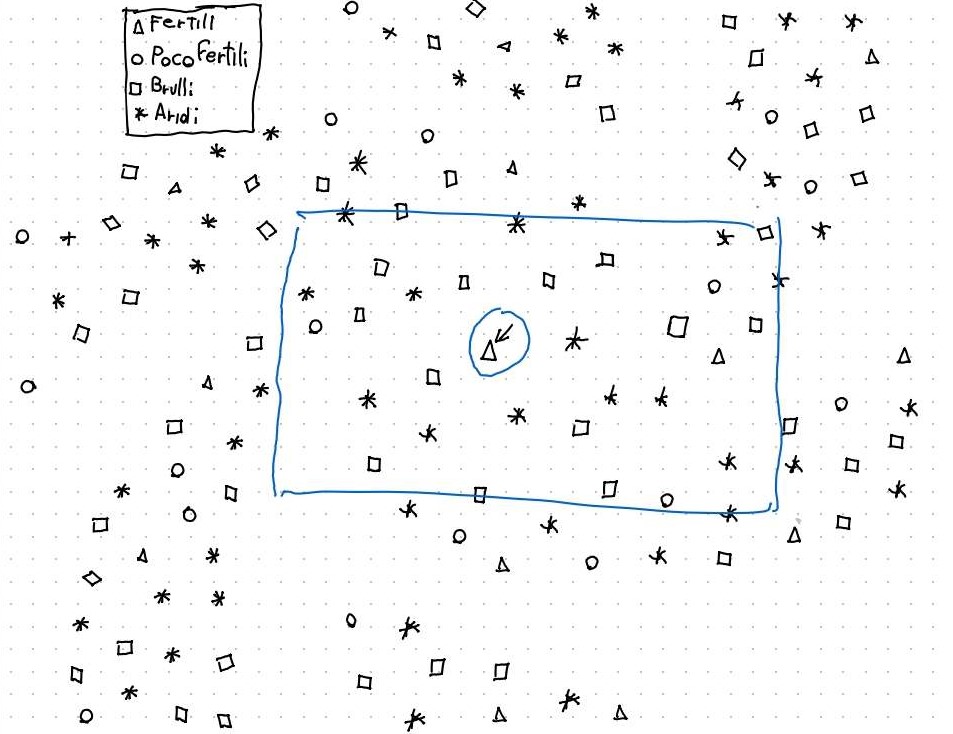 △ Fertili
○ Poco fertili
□ Brulli
* Aridi